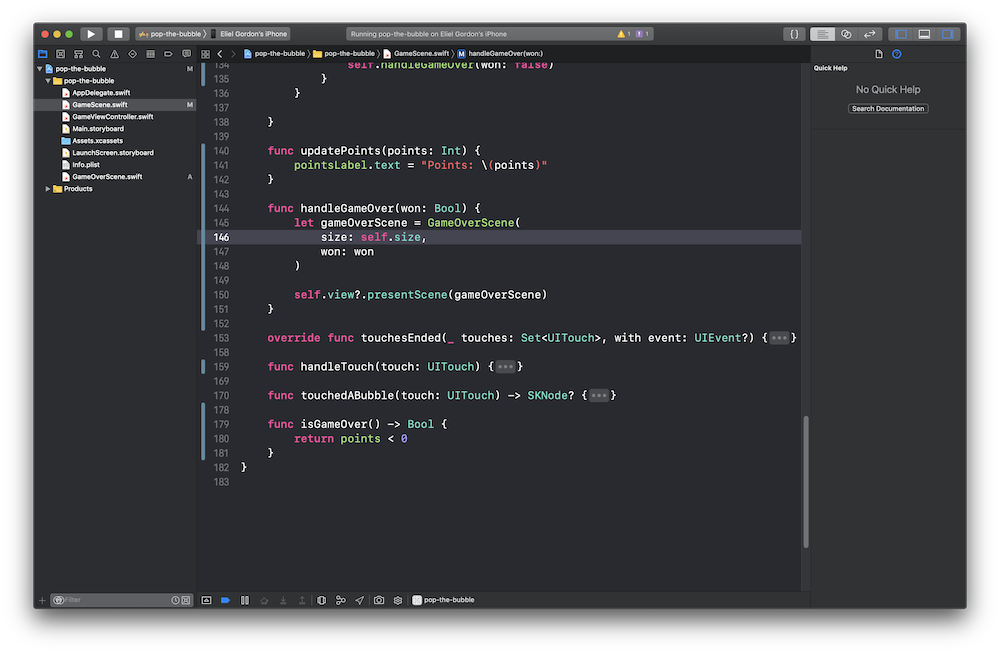 pop-the-bubble
Eliel Gordon's iPhone
Running pop-the-bubble on Eliel Gordon's iPhone
1
1
{ }
pop-the-bubble
pop-the-bubble
GameScene.swift
M handleGameOver(won:)
pop-the-bubble M
pop-the-bubble
AppDelegate.swift
GameScene.swift M
GameViewController.swift
Main.storyboard
Assets.xcassets
LaunchScreen.storyboard
Info.plist
GameOverScene.swift A
Products
134 self.handleGameOver(won: false)
135 }
136 }
137
138 }
139
140 func updatePoints(points: Int) {
141 pointsLabel.text = "Points: \(points)"
142 }
143
144 func handleGameOver(won: Bool) {
145 let gameOverScene = GameOverScene(
146 size: self.size,
147 won: won
148 )
149
150 self.view?.presentScene(gameOverScene)
151 }
152
153 override func touchesEnded(_ touches: Set<UITouch>, with event: UIEvent?) {•••}
158
159 func handleTouch(touch: UITouch) {•••}
169
170 func touchedABubble(touch: UITouch) -> SKNode? {•••}
178
179 func isGameOver() -> Bool {
180 return points < 0
181 }
182 }
183
Quick Help
No Quick Help
Search Documentation
Filter
pop-the-bubble